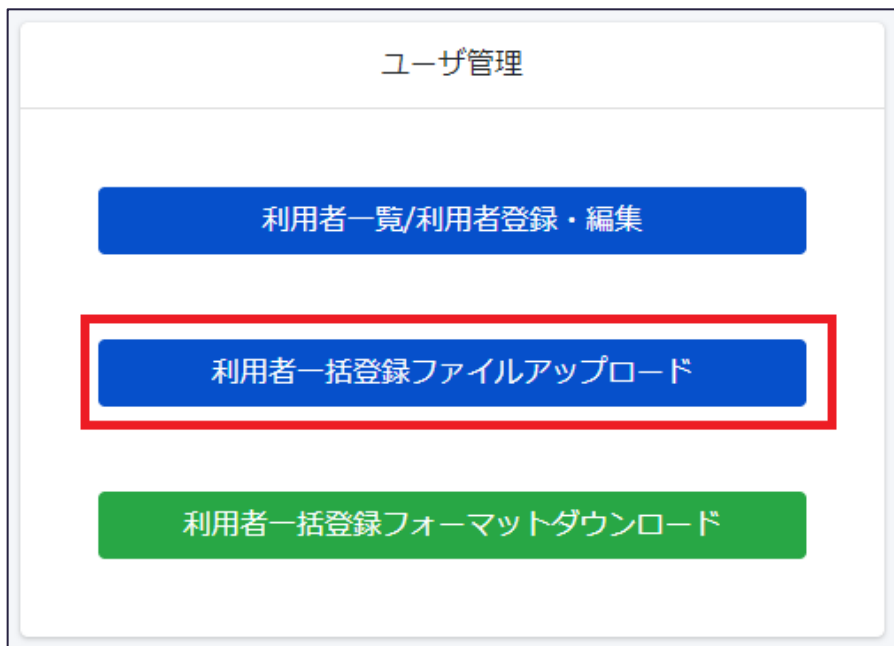 ユーザ管理
利用者一覧/利用者登録・編集
利用者一括登録ファイルアップロード
利用者一括登録フォーマットダウンロード